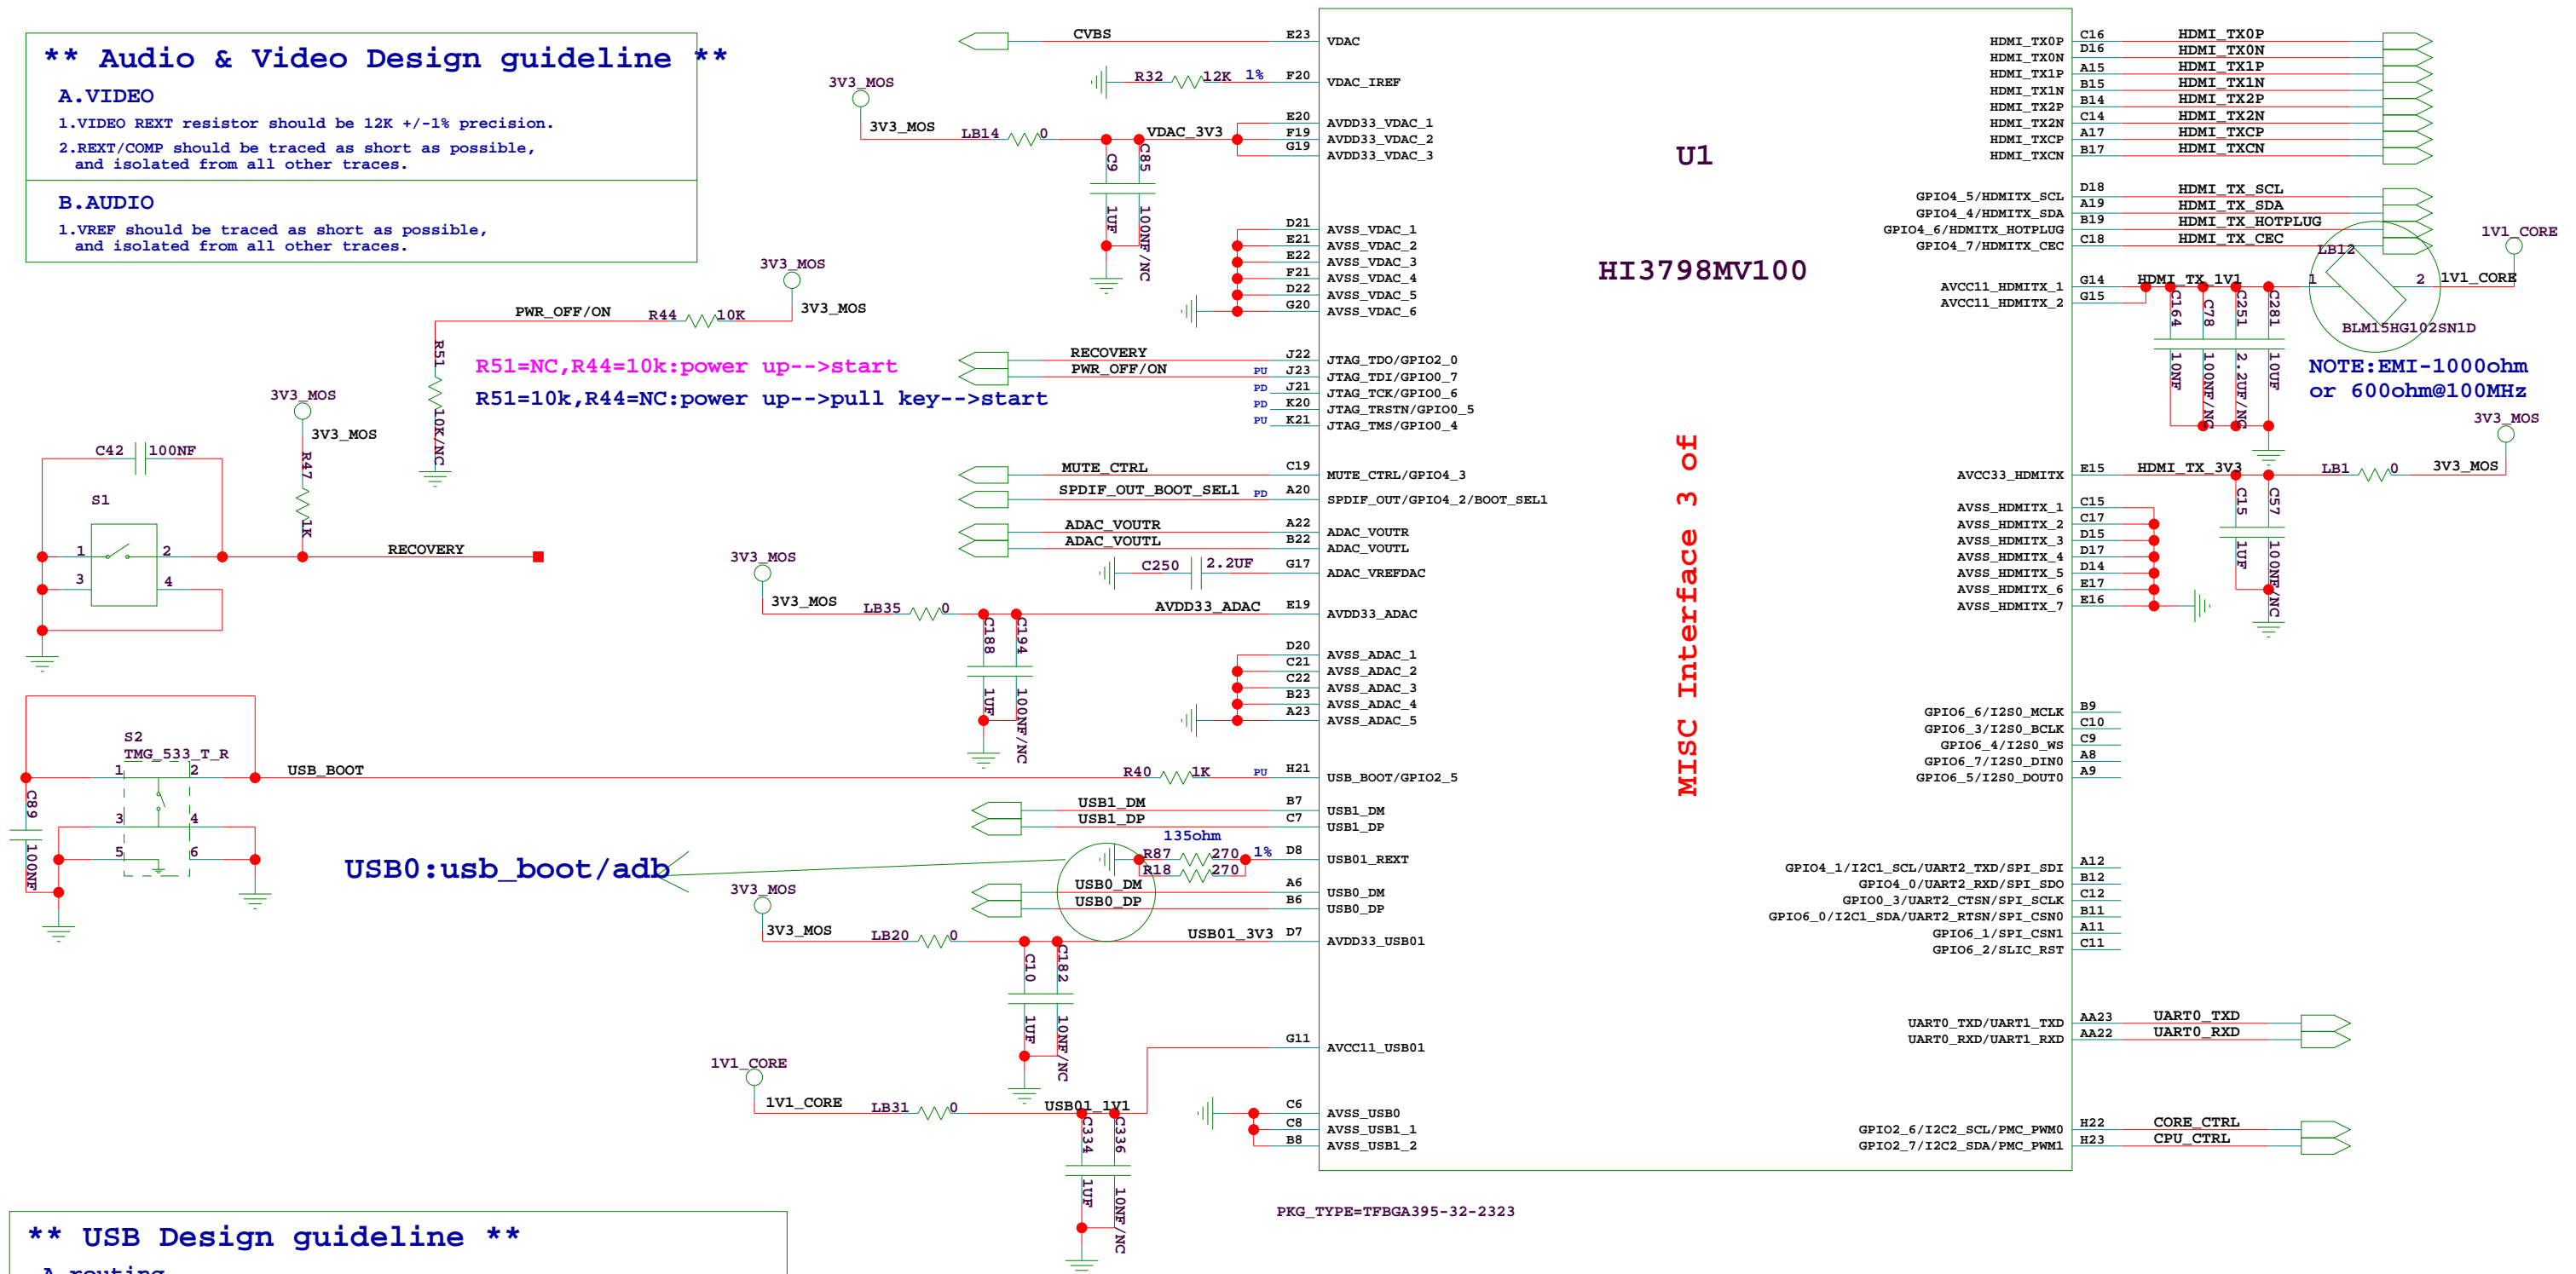 ** Audio & Video Design guideline **
A.VIDEO
1.VIDEO REXT resistor should be 12K +/-1% precision.
2.REXT/COMP should be traced as short as possible,
and isolated from all other traces.
B.AUDIO
1.VREF should be traced as short as possible,
and isolated from all other traces.
3V3_MOS
3V3_MOS
PWR_OFF/ON R44 10K
R51
10K/NC
R51=NC,R44=10k:power up-->start
R51=10k,R44=NC:power up-->pull key-->start
3V3_MOS
3V3_MOS
R47
1K
C42 100NF
S1
1 2
3 4
RECOVERY
S2
TMG_533_T_R
1 2
3 4
5 6
C89
100NF
USB_BOOT R40 1K PU H21 USB_BOOT/GPIO2_5
USB0:usb_boot/adb
CVBS E23 VDAC
R32 12K 1% F20 VDAC_IREF
3V3_MOS
3V3_MOS LB14 0 VDAC_3V3
E20 AVDD33_VDAC_1
F19 AVDD33_VDAC_2
G19 AVDD33_VDAC_3
C9 C85
1UF 100NF/NC
D21 AVSS_VDAC_1
E21 AVSS_VDAC_2
E22 AVSS_VDAC_3
F21 AVSS_VDAC_4
D22 AVSS_VDAC_5
G20 AVSS_VDAC_6
RECOVERY J22 JTAG_TDO/GPIO2_0
PWR_OFF/ON PU J23 JTAG_TDI/GPIO0_7
PD J21 JTAG_TCK/GPIO0_6
PD K20 JTAG_TRSTN/GPIO0_5
PU K21 JTAG_TMS/GPIO0_4
MUTE_CTRL C19 MUTE_CTRL/GPIO4_3
SPDIF_OUT_BOOT_SEL1 PD A20 SPDIF_OUT/GPIO4_2/BOOT_SEL1
ADAC_VOUTR A22 ADAC_VOUTR
ADAC_VOUTL B22 ADAC_VOUTL
C250 2.2UF G17 ADAC_VREFDAC
3V3_MOS
3V3_MOS LB35 0 AVDD33_ADAC E19 AVDD33_ADAC
C188 C194
1UF 100NF/NC
D20 AVSS_ADAC_1
C21 AVSS_ADAC_2
C22 AVSS_ADAC_3
B23 AVSS_ADAC_4
A23 AVSS_ADAC_5
USB1_DM B7 USB1_DM
USB1_DP C7 USB1_DP
135ohm
R87 270 1% D8 USB01_REXT
R18 270
USB0_DM A6 USB0_DM
USB0_DP B6 USB0_DP
3V3_MOS
3V3_MOS LB20 0 USB01_3V3 D7 AVDD33_USB01
C10 C182
1UF 10NF/NC
G11 AVCC11_USB01
1V1_CORE
1V1_CORE LB31 0 USB01_1V1
C334 C336
1UF 10NF/NC
C6 AVSS_USB0
C8 AVSS_USB1_1
B8 AVSS_USB1_2
U1
HI3798MV100
MISC Interface 3 of
PKG_TYPE=TFBGA395-32-2323
HDMI_TX0P C16 HDMI_TX0P
HDMI_TX0N D16 HDMI_TX0N
HDMI_TX1P A15 HDMI_TX1P
HDMI_TX1N B15 HDMI_TX1N
HDMI_TX2P B14 HDMI_TX2P
HDMI_TX2N C14 HDMI_TX2N
HDMI_TXCP A17 HDMI_TXCP
HDMI_TXCN B17 HDMI_TXCN
GPIO4_5/HDMITX_SCL D18 HDMI_TX_SCL
GPIO4_4/HDMITX_SDA A19 HDMI_TX_SDA
GPIO4_6/HDMITX_HOTPLUG B19 HDMI_TX_HOTPLUG
GPIO4_7/HDMITX_CEC C18 HDMI_TX_CEC
AVCC11_HDMITX_1 G14 HDMI_TX_1V1
AVCC11_HDMITX_2 G15
LB12
1 2 1V1_CORE
1V1_CORE
BLM15HG102SN1D
C164 C78 C251 C281
10NF 100NF/NC 2.2UF/NC 10UF
NOTE:EMI-1000ohm
or 600ohm@100MHz
3V3_MOS
AVCC33_HDMITX E15 HDMI_TX_3V3 LB1 0 3V3_MOS
C15 C57
1UF 100NF/NC
AVSS_HDMITX_1 C15
AVSS_HDMITX_2 C17
AVSS_HDMITX_3 D15
AVSS_HDMITX_4 D17
AVSS_HDMITX_5 D14
AVSS_HDMITX_6 E17
AVSS_HDMITX_7 E16
GPIO6_6/I2S0_MCLK B9
GPIO6_3/I2S0_BCLK C10
GPIO6_4/I2S0_WS C9
GPIO6_7/I2S0_DIN0 A8
GPIO6_5/I2S0_DOUT0 A9
GPIO4_1/I2C1_SCL/UART2_TXD/SPI_SDI A12
GPIO4_0/UART2_RXD/SPI_SDO B12
GPIO0_3/UART2_CTSN/SPI_SCLK C12
GPIO6_0/I2C1_SDA/UART2_RTSN/SPI_CSN0 B11
GPIO6_1/SPI_CSN1 A11
GPIO6_2/SLIC_RST C11
UART0_TXD/UART1_TXD AA23 UART0_TXD
UART0_RXD/UART1_RXD AA22 UART0_RXD
GPIO2_6/I2C2_SCL/PMC_PWM0 H22 CORE_CTRL
GPIO2_7/I2C2_SDA/PMC_PWM1 H23 CPU_CTRL
** USB Design guideline **
A.routing